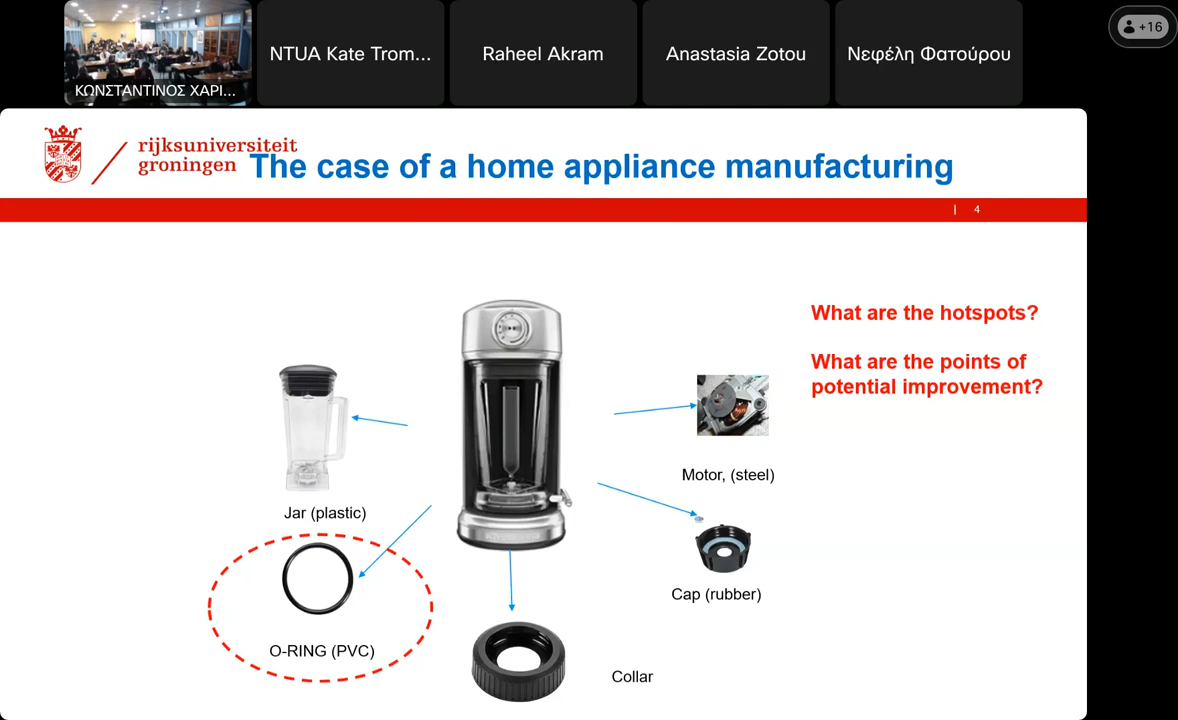 +16
ΚΩΝΣΤΑΝΤΙΝΟΣ ΧΑΡΙ...
NTUA Kate Trom...
Raheel Akram
Anastasia Zotou
Νεφέλη Φατούρου
rijksuniversiteit
groningen
The case of a home appliance manufacturing
| 4
What are the hotspots?
What are the points of
potential improvement?
Jar (plastic)
Motor, (steel)
O-RING (PVC)
Cap (rubber)
Collar